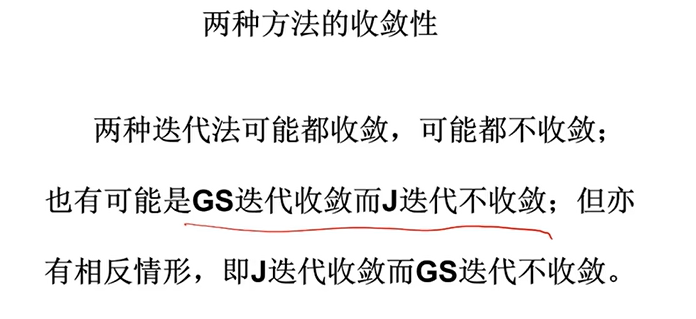 两种方法的收敛性
两种迭代法可能都收敛，可能都不收敛；
也有可能是GS迭代收敛而J迭代不收敛；但亦
有相反情形，即J迭代收敛而GS迭代不收敛。